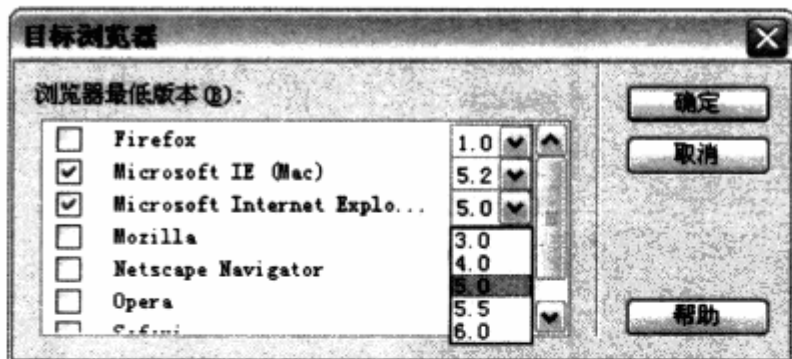 目标浏览器
浏览器最低版本(B):
Firefox 1.0
Microsoft IE (Mac) 5.2
Microsoft Internet Explo... 5.0
Mozilla
3.0
4.0
Netscape Navigator
5.0
Opera
5.5
6.0
确定
取消
帮助